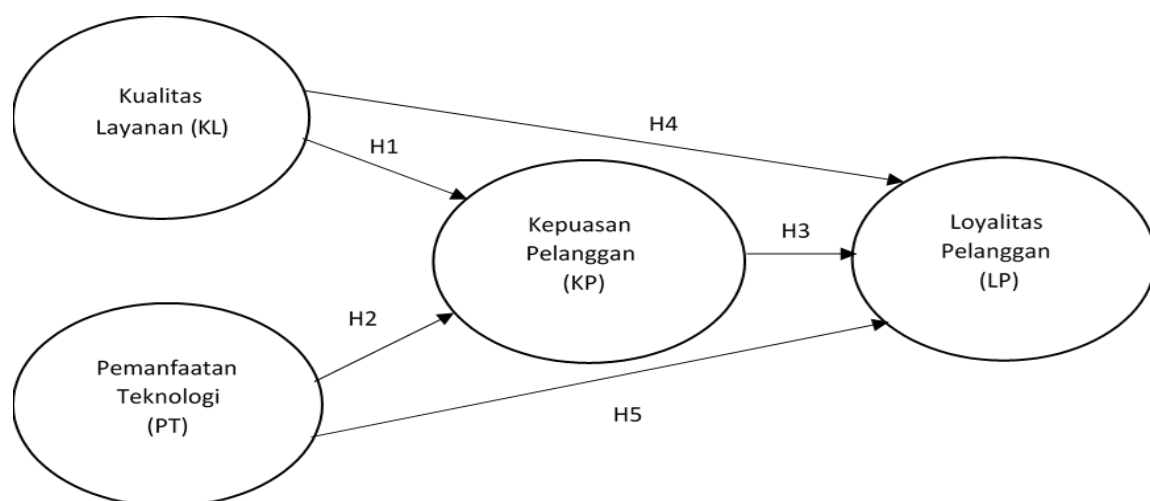 Kualitas
Layanan (KL)
H4
H1
Kepuasan
Pelanggan
(KP)
H3
Loyalitas
Pelanggan
(LP)
H2
Pemanfaatan
Teknologi
(PT)
H5